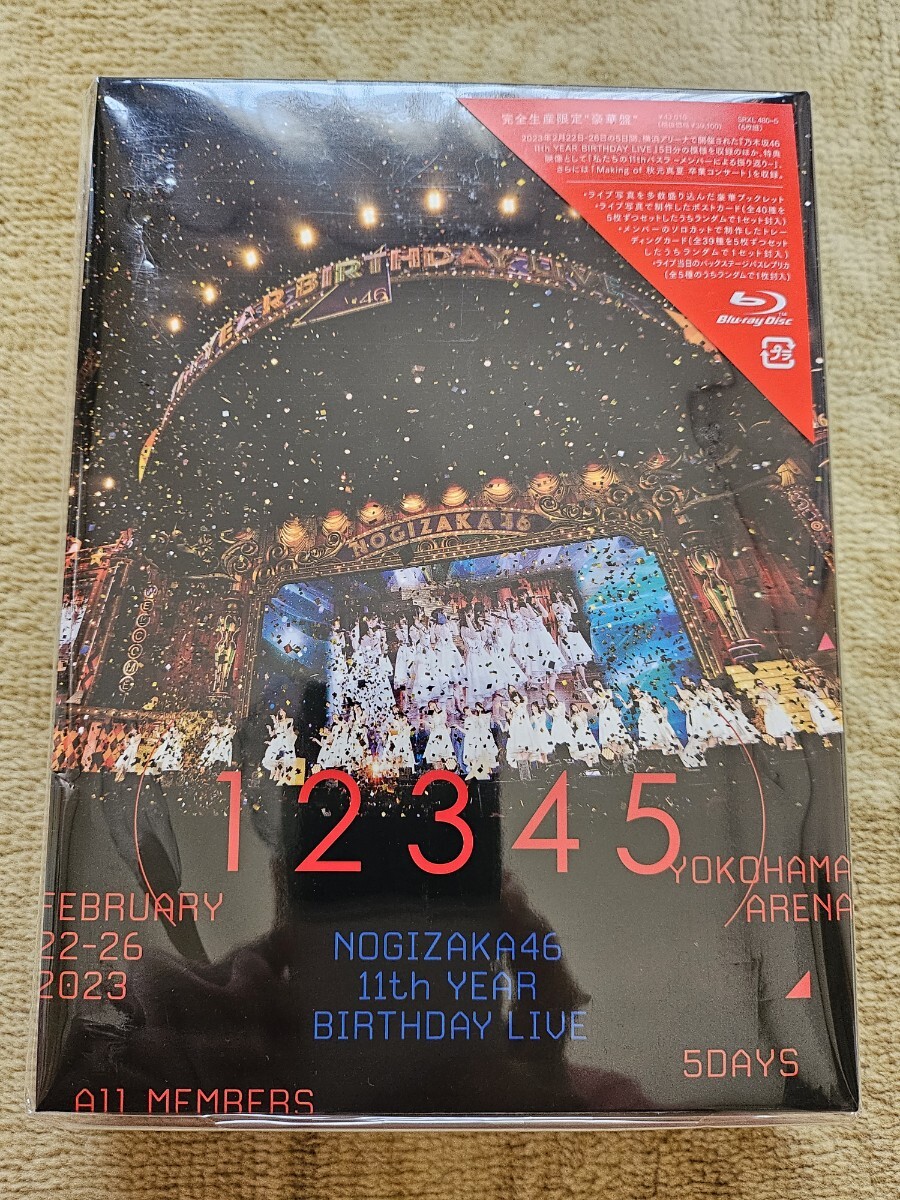 完全生産限定"豪華盤"
SRXL 480~5
(6枚組)
2023年2月22日-26日の5日間、横浜アリーナで開催された「乃木坂46
11th YEAR BIRTHDAY LIVE」5日分の模様を収録のほか、特典
映像として「私たちの11thバスラ -メンバーによる振り返り-」、
さらには「Making of 秋元真夏 卒業コンサート」を収録。
・ライブ写真を多数盛り込んだ豪華ブックレット
・ライブ写真で制作したポストカード(全40種を
5枚ずつセットしたうちランダムで1セット封入)
・メンバーのソロカットで制作したトレー
ディングカード(全39種を5枚ずつセット
したうちランダムで1セット封入)
・ライブ当日のバックステージパスレプリカ
(全5種のうちランダムで1枚封入)
Blu-ray Disc
TM
プラ
11th YEAR BIRTHDAY LIVE
46
NOGIZAKA46
WELCOME
12345
YOKOHAMA
ARENA
FEBRUARY
22-26
2023
NOGIZAKA46
11th YEAR
BIRTHDAY LIVE
5DAYS
All MEMBERS